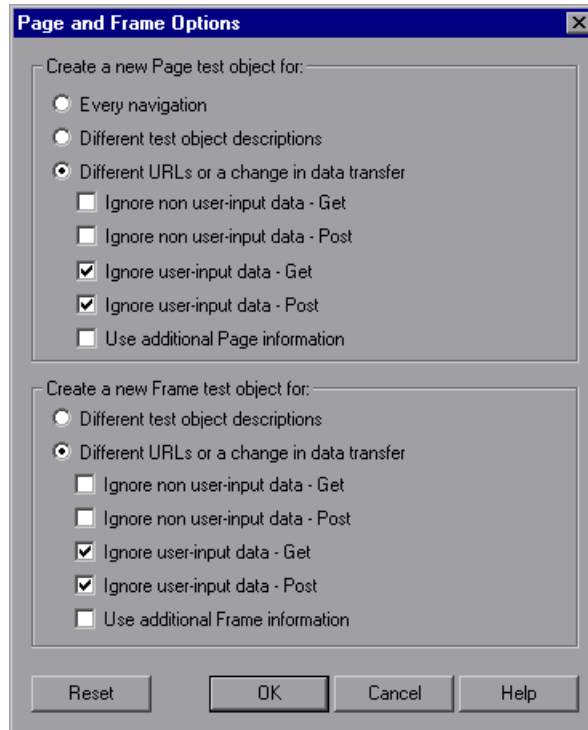 Page and Frame Options
Create a new Page test object for:
Every navigation
Different test object descriptions
Different URLs or a change in data transfer
Ignore non user-input data - Get
Ignore non user-input data - Post
Ignore user-input data - Get
Ignore user-input data - Post
Use additional Page information
Create a new Frame test object for:
Different test object descriptions
Different URLs or a change in data transfer
Ignore non user-input data - Get
Ignore non user-input data - Post
Ignore user-input data - Get
Ignore user-input data - Post
Use additional Frame information
Reset OK Cancel Help